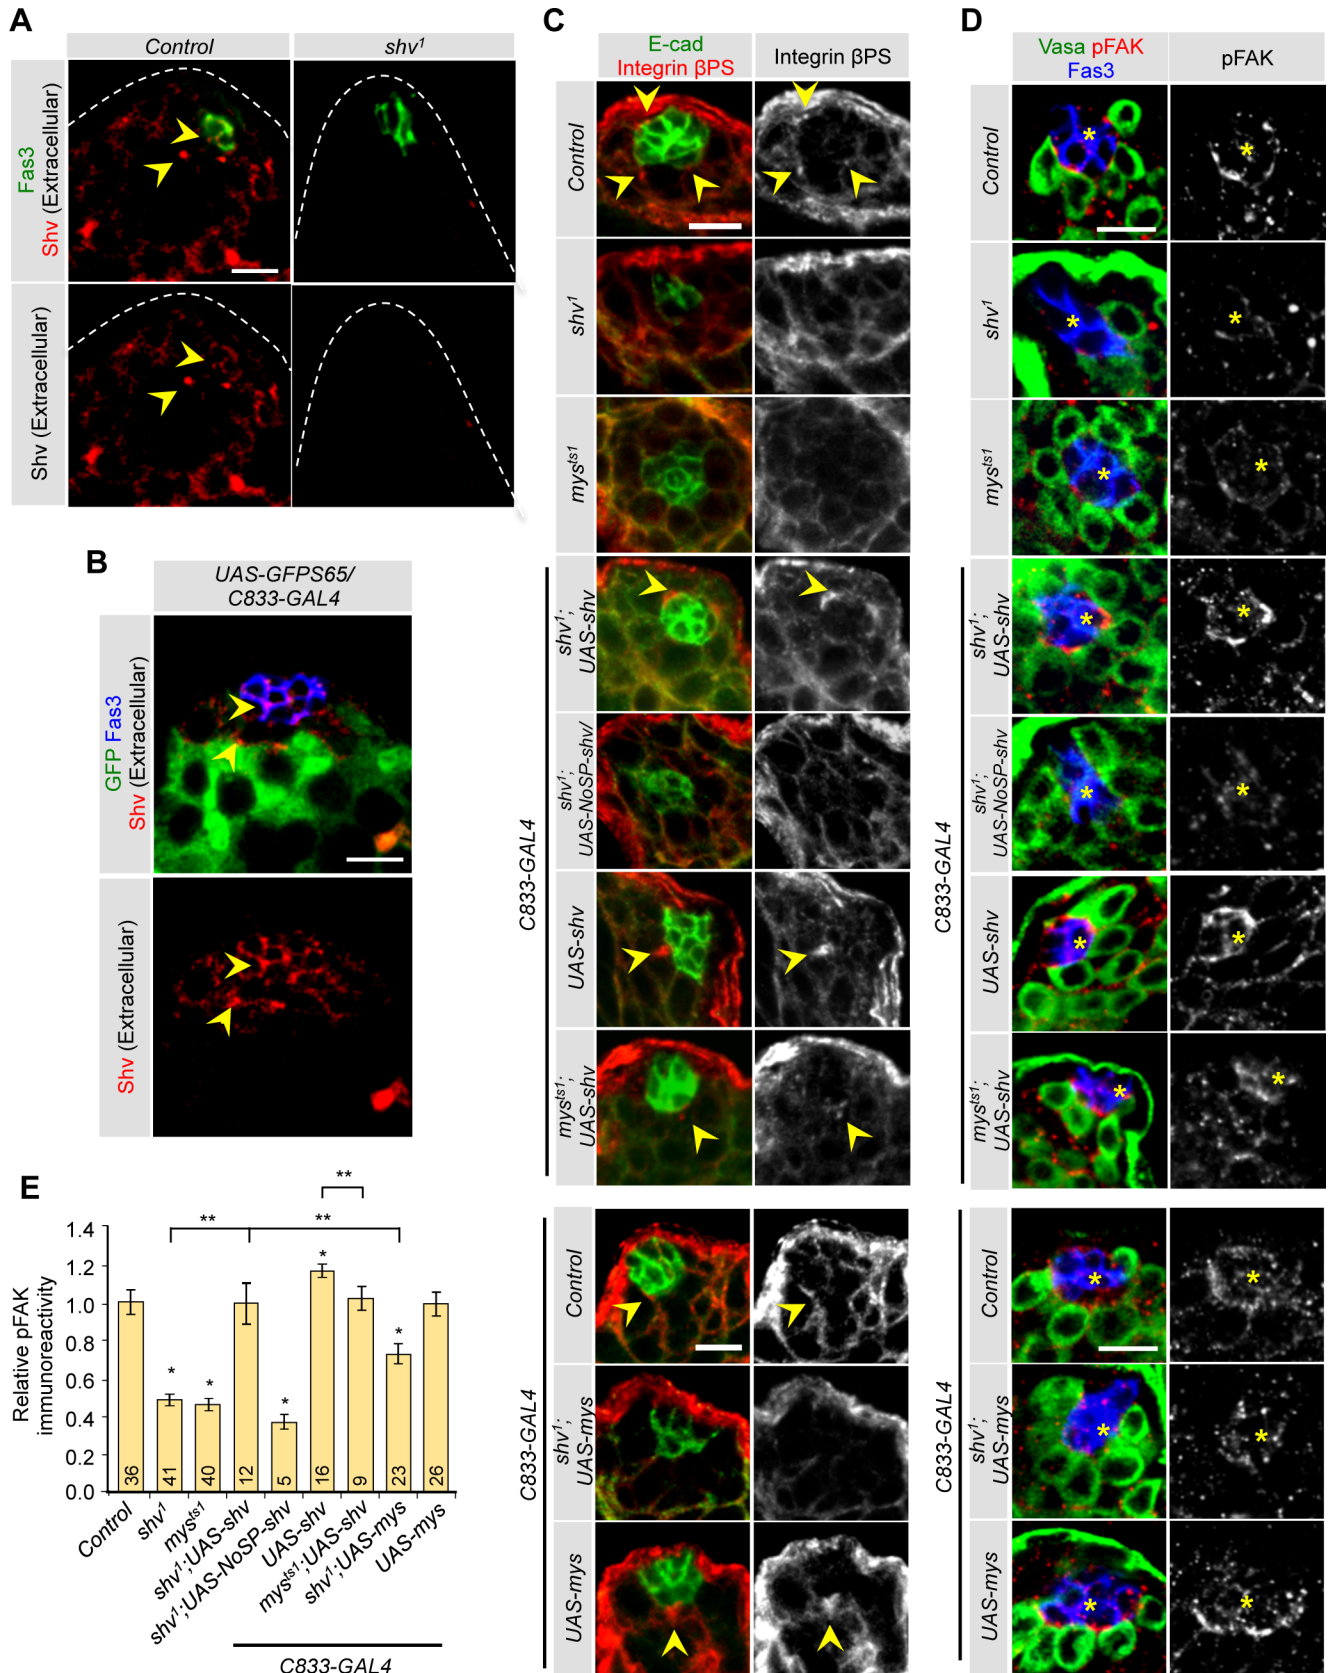 A
Control
shv1
Fas3
Shv (Extracellular)
Shv (Extracellular)
B
UAS-GFPS65/
C833-GAL4
GFP Fas3
Shv (Extracellular)
Shv (Extracellular)
C
E-cad
Integrin βPS
Integrin βPS
Control
shv1
mysts1
shv1;
UAS-shv
shv1;
UAS-NoSP-shv/
UAS-shv
mysts1;
UAS-shv
C833-GAL4
Control
shv1;
UAS-mys
UAS-mys
C833-GAL4
D
Vasa pFAK
Fas3
pFAK
Control
*
*
shv1
*
*
mysts1
*
*
shv1;
UAS-shv
*
*
shv1;
UAS-NoSP-shv
*
*
UAS-shv
*
*
mysts1;
UAS-shv
*
*
C833-GAL4
Control
*
*
shv1;
UAS-mys
*
*
UAS-mys
*
*
C833-GAL4
E
Relative pFAK
immunoreactivity
1.4
1.2
1.0
0.8
0.6
0.4
0.2
0.0
**
**
**
*
*
*
*
*
36
41
40
12
5
16
9
23
26
Control
shv1
mysts1
shv1;UAS-shv
shv1;UAS-NoSP-shv
UAS-shv
mysts1;UAS-shv
shv1;UAS-mys
UAS-mys
C833-GAL4